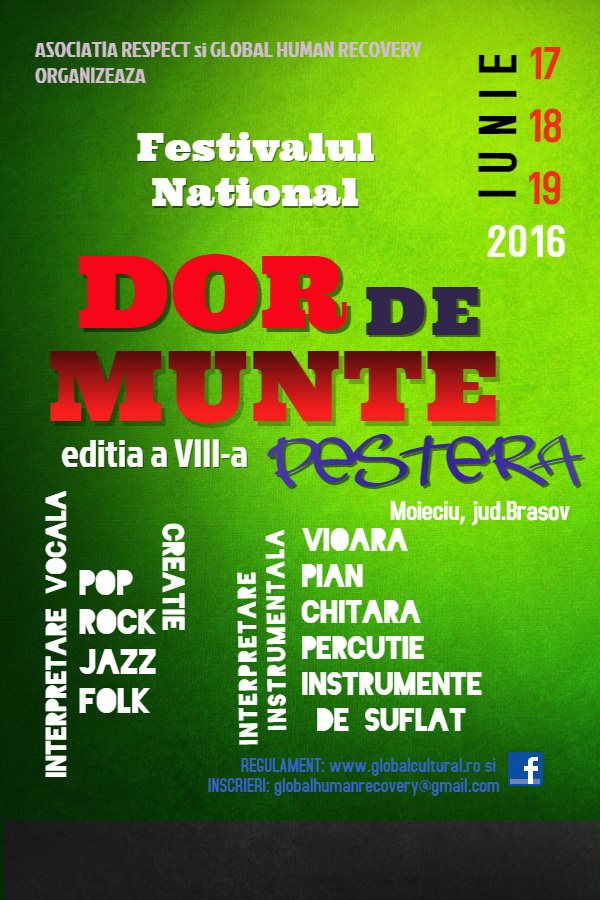 ASOCIATIA RESPECT si GLOBAL HUMAN RECOVERY
ORGANIZEAZA
IUNIE
17
18
19
2016
Festivalul
National
DOR DE
MUNTE
editia a VIII-a
PESTERA
Moieciu, jud.Brasov
INTERPRETARE VOCALA
POP
ROCK
JAZZ
FOLK
CREATIE
INTERPRETARE
INSTRUMENTALA
VIOARA
PIAN
CHITARA
PERCUTIE
INSTRUMENTE
DE SUFLAT
REGULAMENT: www.globalcultural.ro si
f
INSCRIERI: globalhumanrecovery@gmail.com